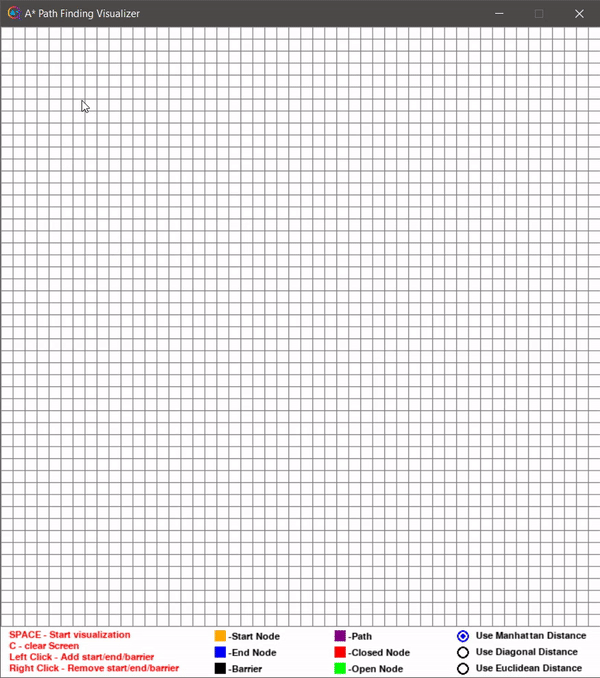 A* Path Finding Visualizer
SPACE - Start visualization
C - clear Screen
Left Click - Add start/end/barrier
Right Click - Remove start/end/barrier
-Start Node
-End Node
-Barrier
-Path
-Closed Node
-Open Node
Use Manhattan Distance
Use Diagonal Distance
Use Euclidean Distance